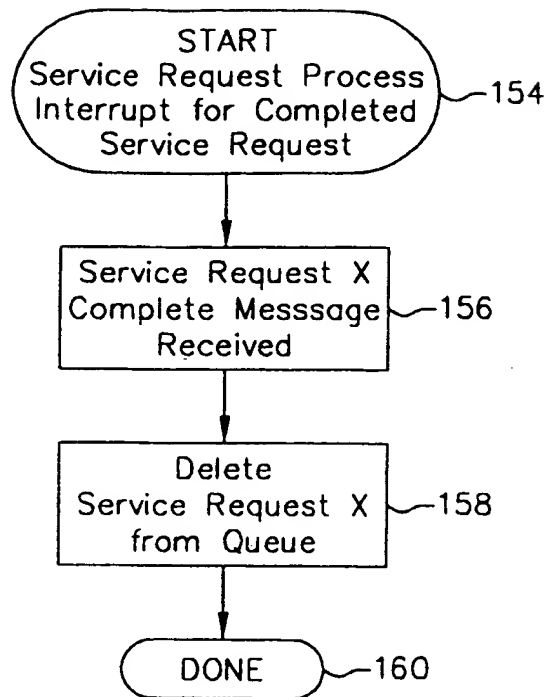 START
Service Request Process
Interrupt for Completed
Service Request
154
Service Request X
Complete Messsage
Received
156
Delete
Service Request X
from Queue
158
DONE
160